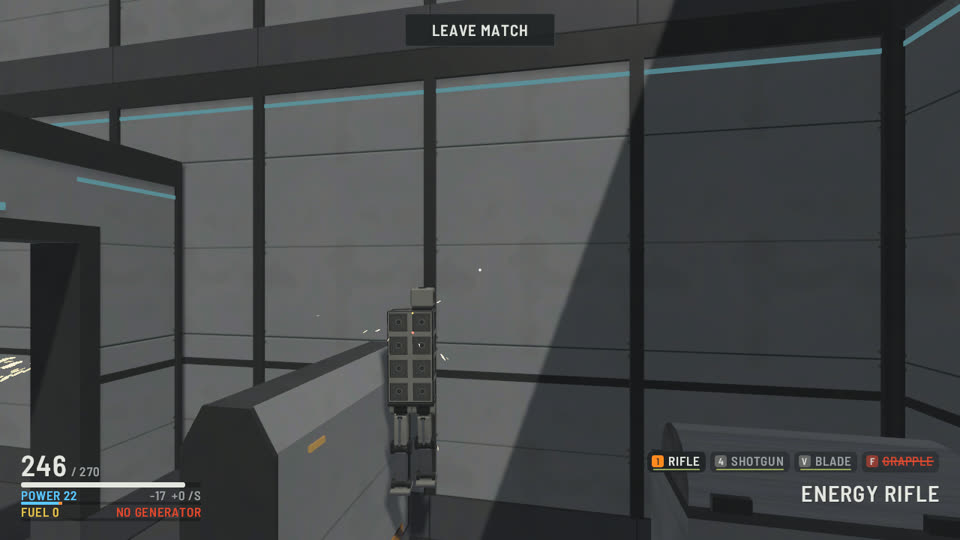 LEAVE MATCH
246 / 270
POWER 22 -17 +0 /S
FUEL 0 NO GENERATOR
1 RIFLE 4 SHOTGUN V BLADE F GRAPPLE
ENERGY RIFLE